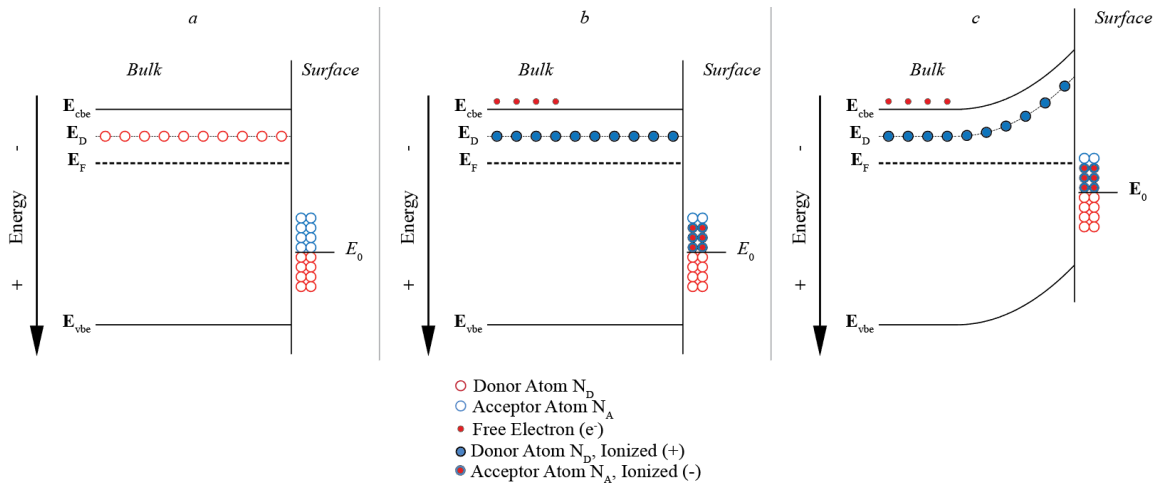 a
Bulk
Surface
E_cbe
E_D
E_F
E_0
E_vbe
-
Energy
+
b
Bulk
Surface
E_cbe
E_D
E_F
E_0
E_vbe
-
Energy
+
c
Bulk
Surface
E_cbe
E_D
E_F
E_0
E_vbe
-
Energy
+
Donor Atom N_D
Acceptor Atom N_A
Free Electron (e⁻)
Donor Atom N_D, Ionized (+)
Acceptor Atom N_A, Ionized (-)